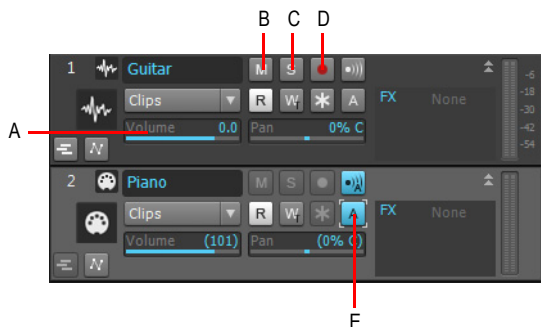 B C D
1 Guitar M S
Clips R W A FX None
A
Volume 0.0 Pan 0% C
-6
-18
-30
-42
-54
2 Piano M S A
Clips R W A FX None
Volume (101) Pan (0% C)
E